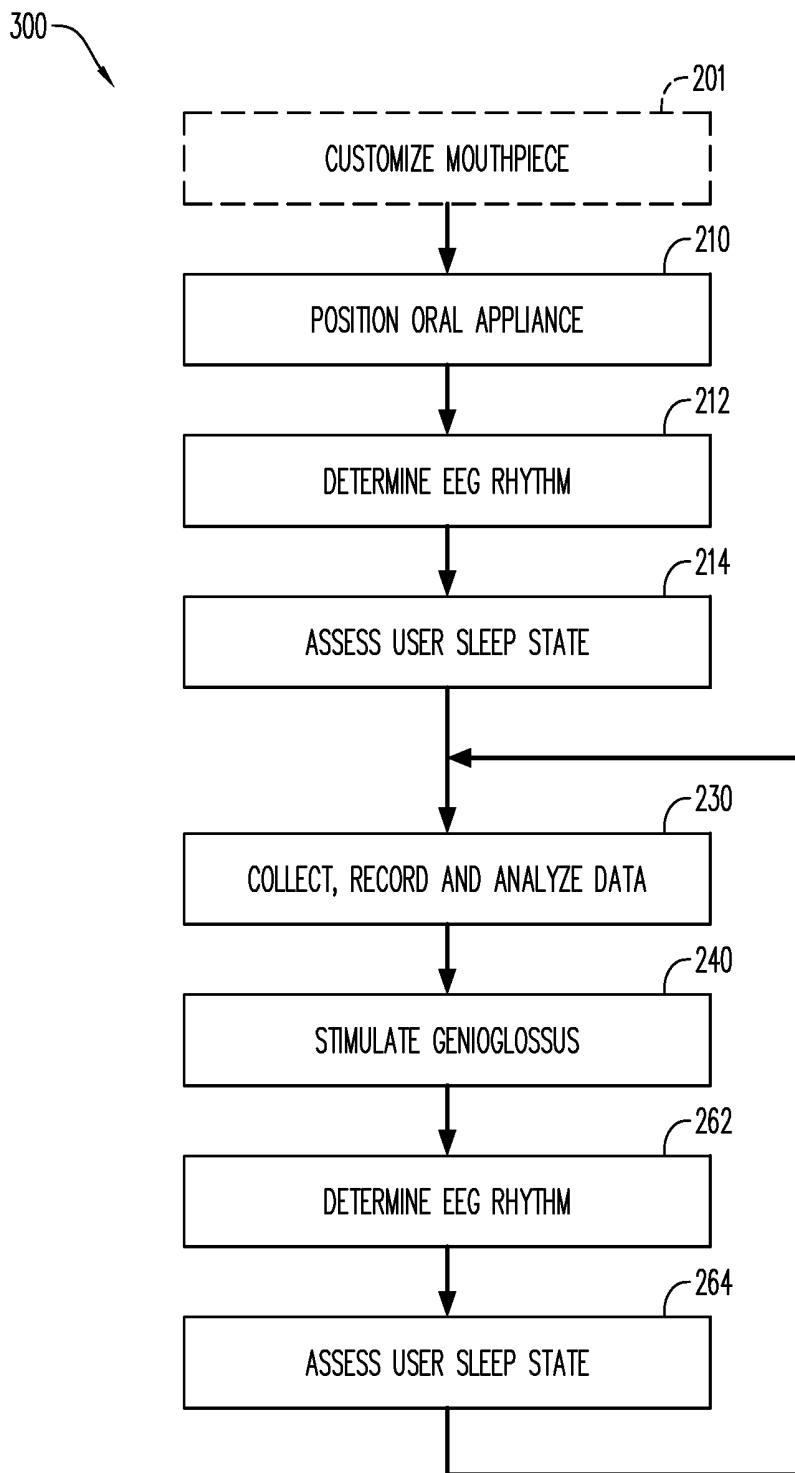 300
201
CUSTOMIZE MOUTHPIECE
210
POSITION ORAL APPLIANCE
212
DETERMINE EEG RHYTHM
214
ASSESS USER SLEEP STATE
230
COLLECT, RECORD AND ANALYZE DATA
240
STIMULATE GENIOGLOSSUS
262
DETERMINE EEG RHYTHM
264
ASSESS USER SLEEP STATE